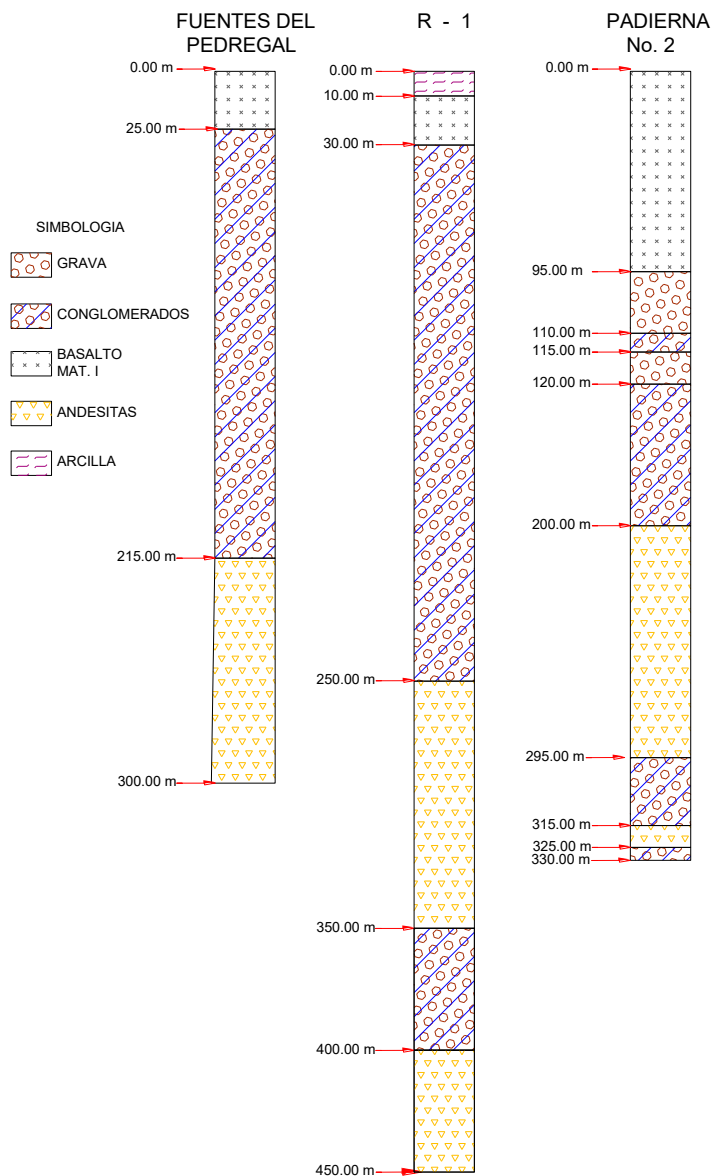 FUENTES DEL
PEDREGAL
0.00 m
25.00 m
215.00 m
300.00 m
SIMBOLOGIA
GRAVA
CONGLOMERADOS
BASALTO
MAT. I
ANDESITAS
ARCILLA
R - 1
0.00 m
10.00 m
30.00 m
250.00 m
350.00 m
400.00 m
450.00 m
PADIERNA
No. 2
0.00 m
95.00 m
110.00 m
115.00 m
120.00 m
200.00 m
295.00 m
315.00 m
325.00 m
330.00 m